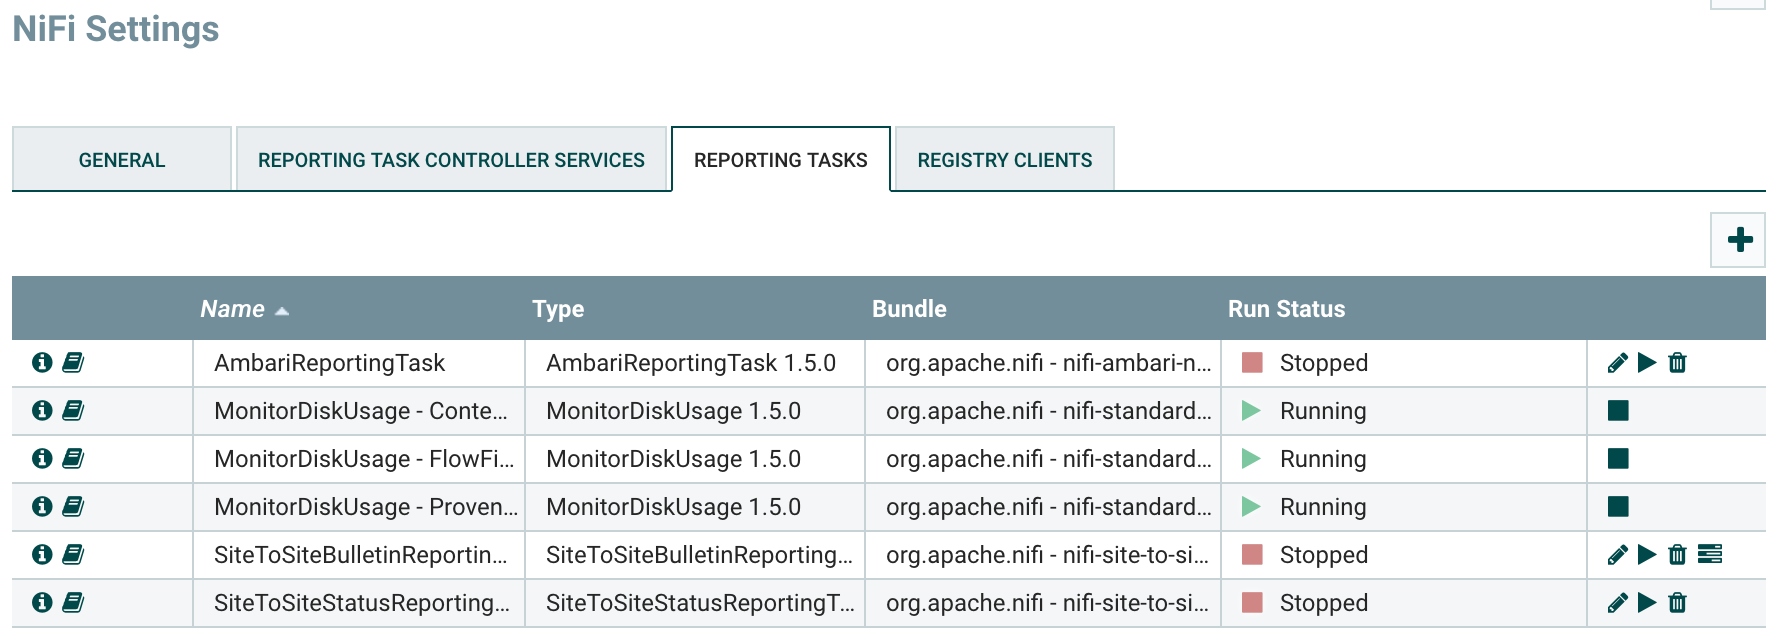 NiFi Settings
GENERAL
REPORTING TASK CONTROLLER SERVICES
REPORTING TASKS
REGISTRY CLIENTS
Name Type Bundle Run Status
AmbariReportingTask AmbariReportingTask 1.5.0 org.apache.nifi - nifi-ambari-n... Stopped
MonitorDiskUsage - Conte... MonitorDiskUsage 1.5.0 org.apache.nifi - nifi-standard... Running
MonitorDiskUsage - FlowFi... MonitorDiskUsage 1.5.0 org.apache.nifi - nifi-standard... Running
MonitorDiskUsage - Proven... MonitorDiskUsage 1.5.0 org.apache.nifi - nifi-standard... Running
SiteToSiteBulletinReportin... SiteToSiteBulletinReporting... org.apache.nifi - nifi-site-to-si... Stopped
SiteToSiteStatusReporting... SiteToSiteStatusReportingT... org.apache.nifi - nifi-site-to-si... Stopped